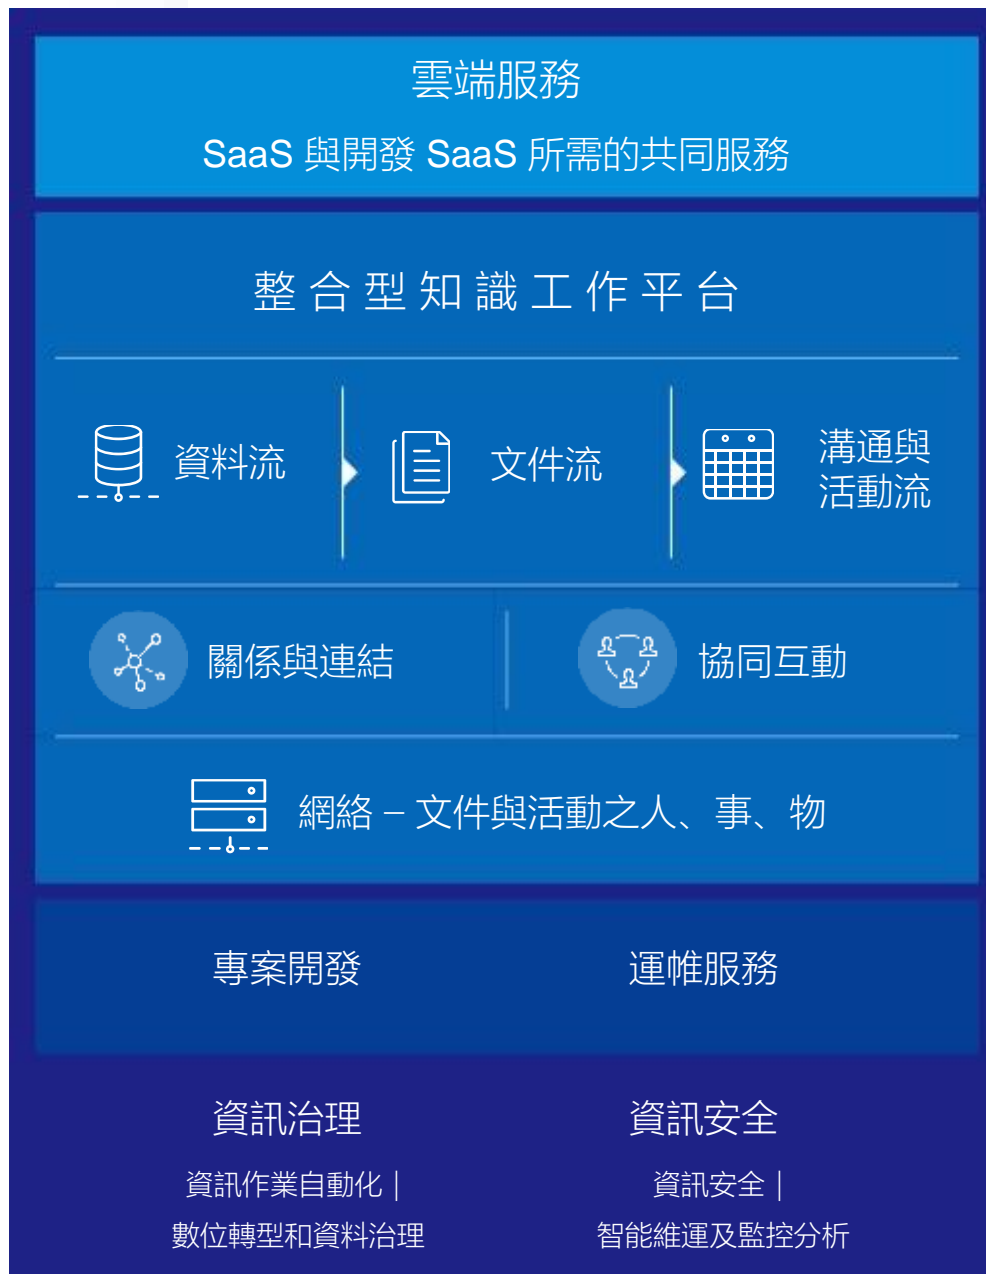 雲端服務
SaaS 與開發 SaaS 所需的共同服務
整合型知識工作平台
資料流
文件流
溝通與
活動流
關係與連結
協同互動
網絡 – 文件與活動之人、事、物
專案開發
運帷服務
資訊治理
資訊作業自動化 |
數位轉型和資料治理
資訊安全
資訊安全 |
智能維運及監控分析